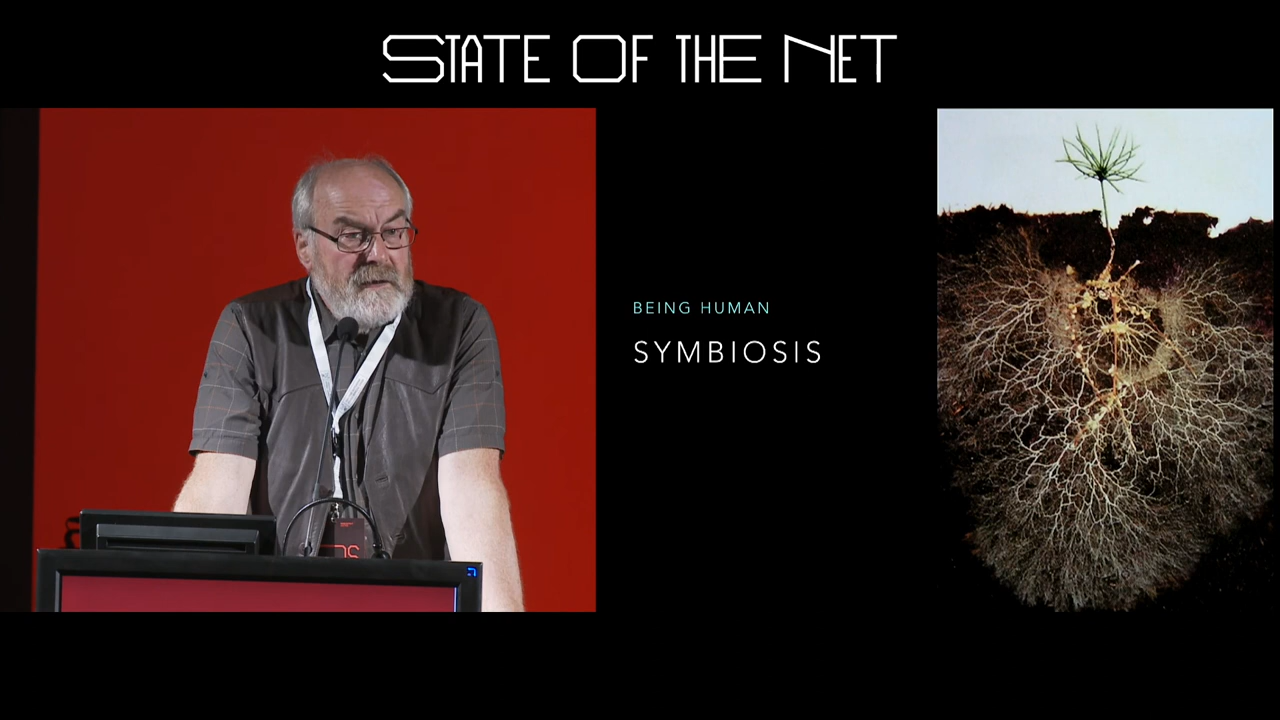 STATE OF THE NET
BEING HUMAN
SYMBIOSIS